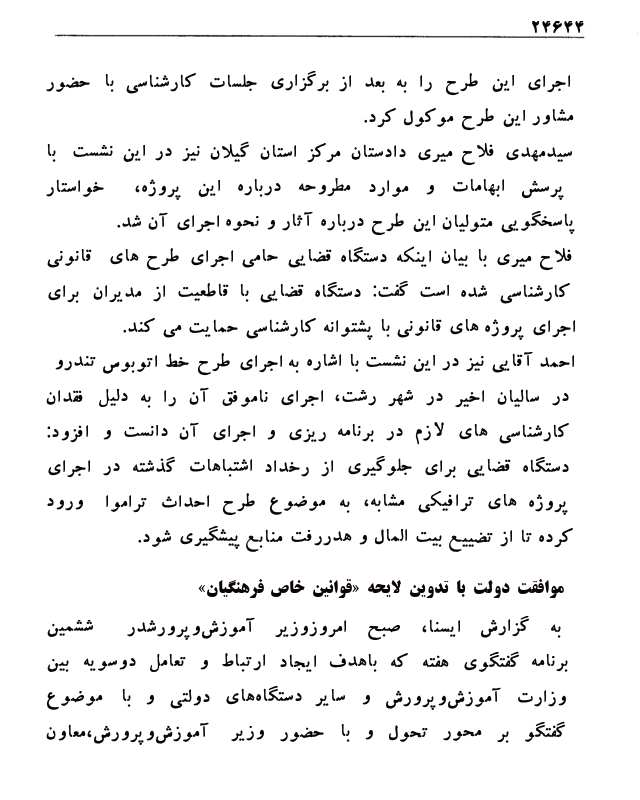 ۲۴۶۴۴
اجرای این طرح را به بعد از برگزاری جلسات کارشناسی با حضور
مشاور این طرح موکول کرد.
سیدمهدی فلاح میری دادستان مرکز استان گیلان نیز در این نشست با
پرسش ابهامات و موارد مطروحه درباره این پروژه، خواستار
پاسخگویی متولیان این طرح درباره آثار و نحوه اجرای آن شد.
فلاح میری با بیان اینکه دستگاه قضایی حامی اجرای طرح های قانونی
کارشناسی شده است گفت: دستگاه قضایی با قاطعیت از مدیران برای
اجرای پروژه های قانونی با پشتوانه کارشناسی حمایت می کند.
احمد آقایی نیز در این نشست با اشاره به اجرای طرح خط اتوبوس تندرو
در سالیان اخیر در شهر رشت، اجرای ناموفق آن را به دلیل فقدان
کارشناسی های لازم در برنامه ریزی و اجرای آن دانست و افزود:
دستگاه قضایی برای جلوگیری از رخداد اشتباهات گذشته در اجرای
پروژه های ترافیکی مشابه، به موضوع طرح احداث تراموا ورود
کرده تا از تضییع بیت المال و هدررفت منابع پیشگیری شود.
موافقت دولت با تدوین لایحه «قوانین خاص فرهنگیان»
به گزارش ایسنا، صبح امروزوزیر آموزش‌وپرورشدر ششمین
برنامه گفتگوی هفته که باهدف ایجاد ارتباط و تعامل دوسویه بین
وزارت آموزش‌وپرورش و سایر دستگاه‌های دولتی و با موضوع
گفتگو بر محور تحول و با حضور وزیر آموزش‌وپرورش،معاون